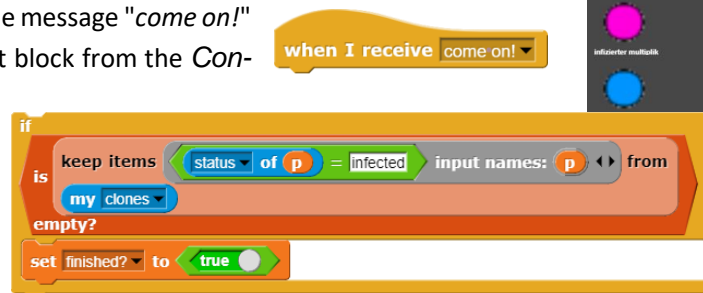 e message "come on!"
t block from the Con-
when I receive come on!
infizierter multiplik
if
is keep items status of p = infected input names: p from
my clones
empty?
set finished? to true